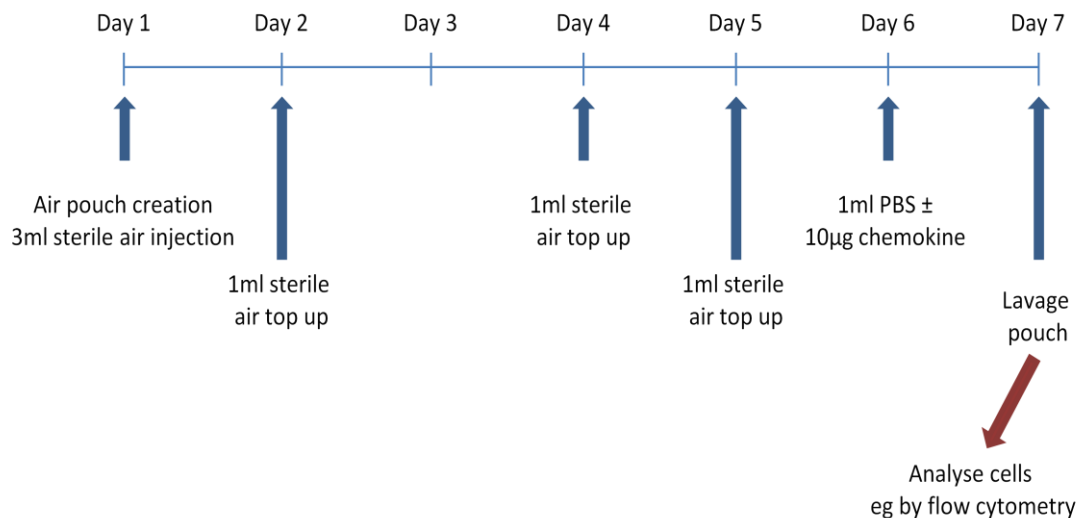 Day 1
Day 2
Day 3
Day 4
Day 5
Day 6
Day 7
Air pouch creation
3ml sterile air injection
1ml sterile
air top up
1ml sterile
air top up
1ml sterile
air top up
1ml PBS ±
10µg chemokine
Lavage
pouch
Analyse cells
eg by flow cytometry